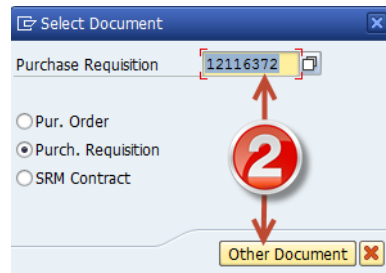 Select Document
Purchase Requisition 12116372
Pur. Order
Purch. Requisition
SRM Contract
2
Other Document